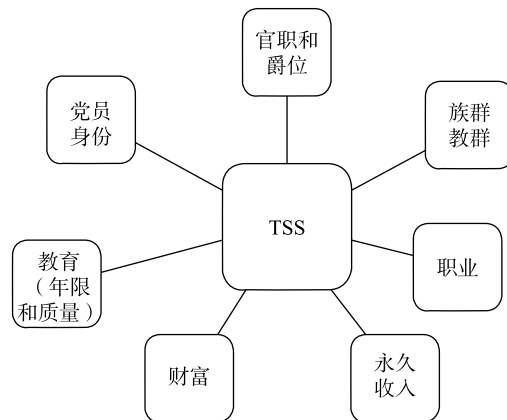 官职和
爵位
党员
身份
族群
教群
TSS
教育
（年限
和质量）
职业
财富
永久
收入